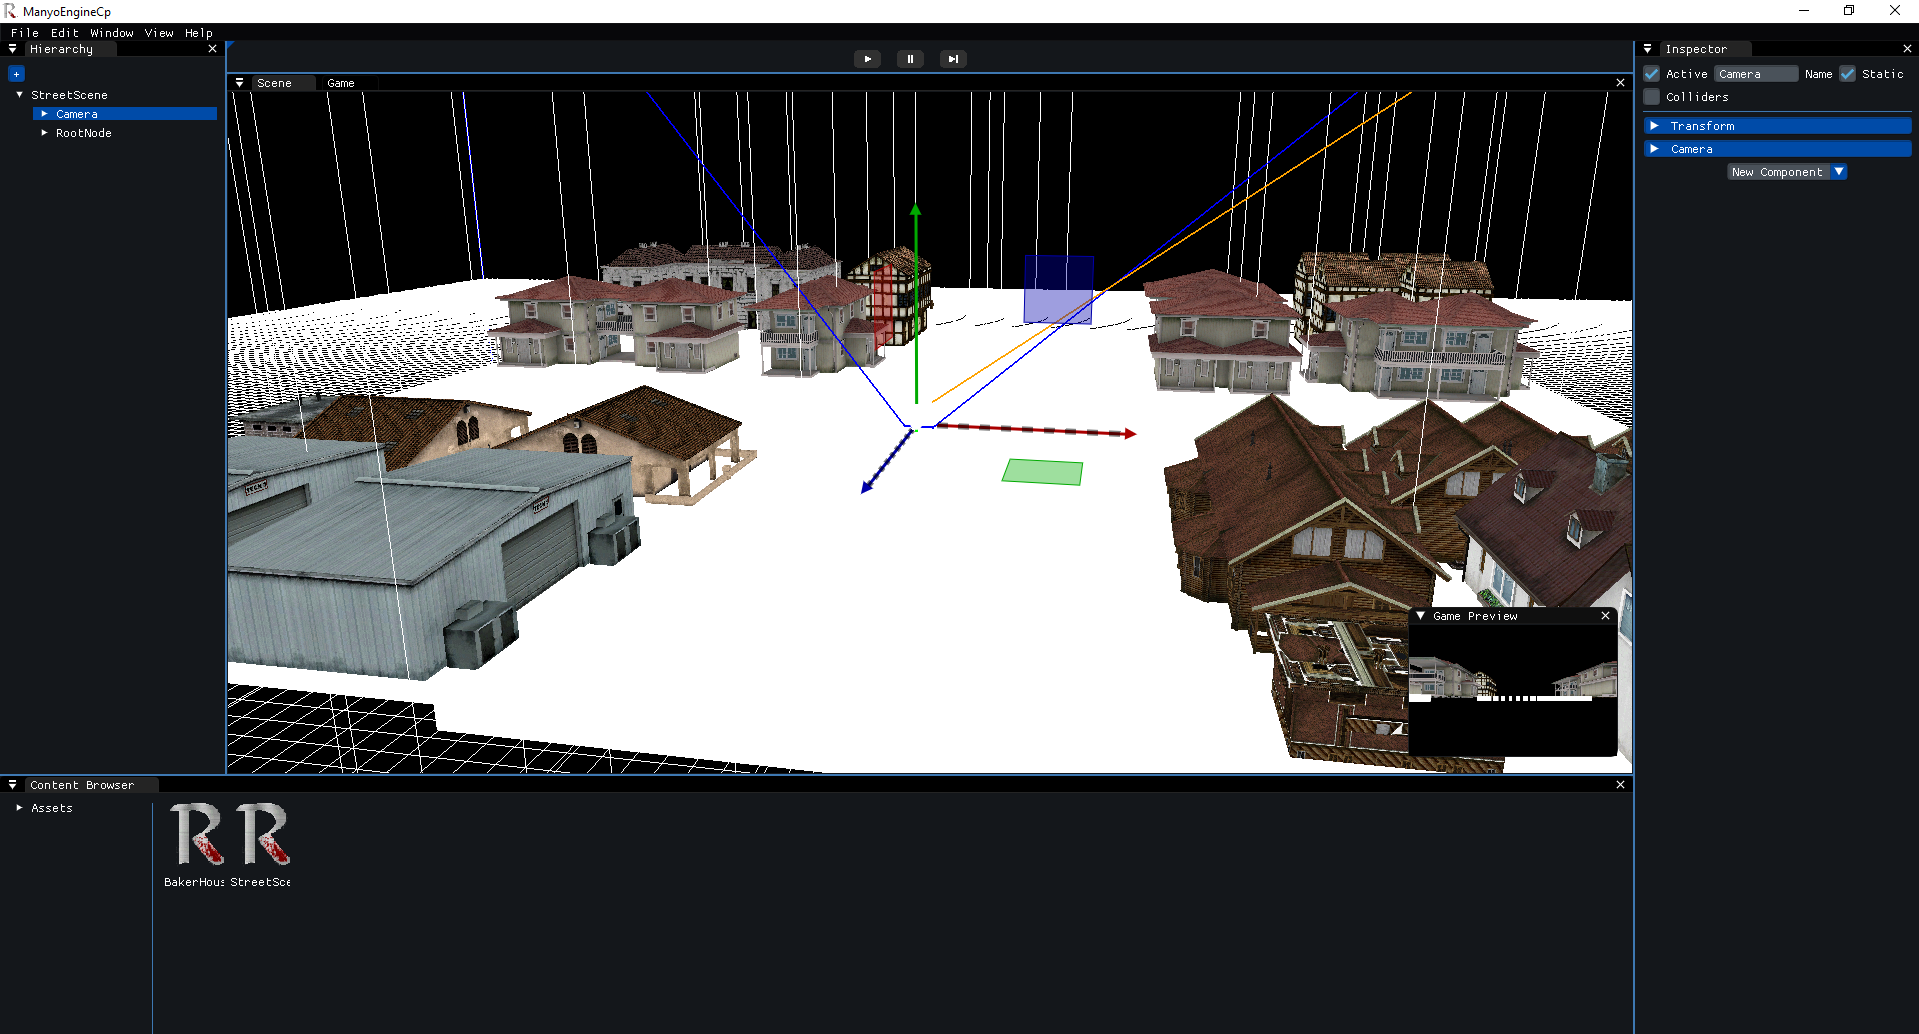 ManyoEngineCp
File Edit Window View Help
Hierarchy
+
StreetScene
Camera
RootNode
Scene Game
Game Preview
Inspector
Active Camera Name Static
Colliders
Transform
Camera
New Component
Content Browser
Assets
R R
BakerHous StreetSce